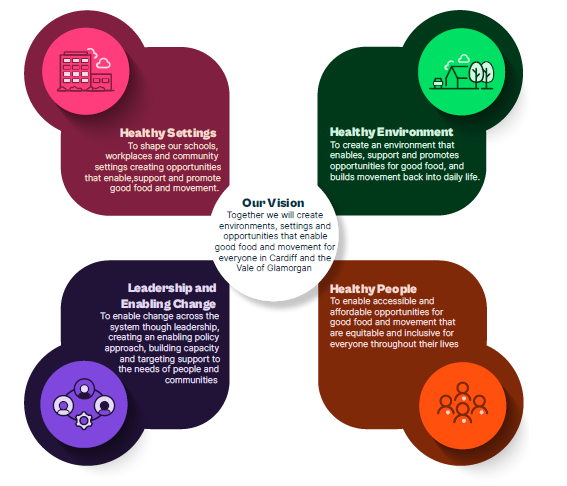 Healthy Settings
To shape our schools,
workplaces and community
settings creating opportunities
that enable,support and promote
good food and movement.
Healthy Environment
To create an environment that
enables, support and promotes
opportunities for good food, and
builds movement back into daily life.
Our Vision
Together we will create
environments, settings and
opportunities that enable
good food and movement for
everyone in Cardiff and the
Vale of Glamorgan
Leadership and
Enabling Change
To enable change across the
system though leadership,
creating an enabling policy
approach, building capacity
and targeting support to
the needs of people and
communities
Healthy People
To enable accessible and
affordable opportunities for
good food and movement that
are equitable and inclusive for
everyone throughout their lives